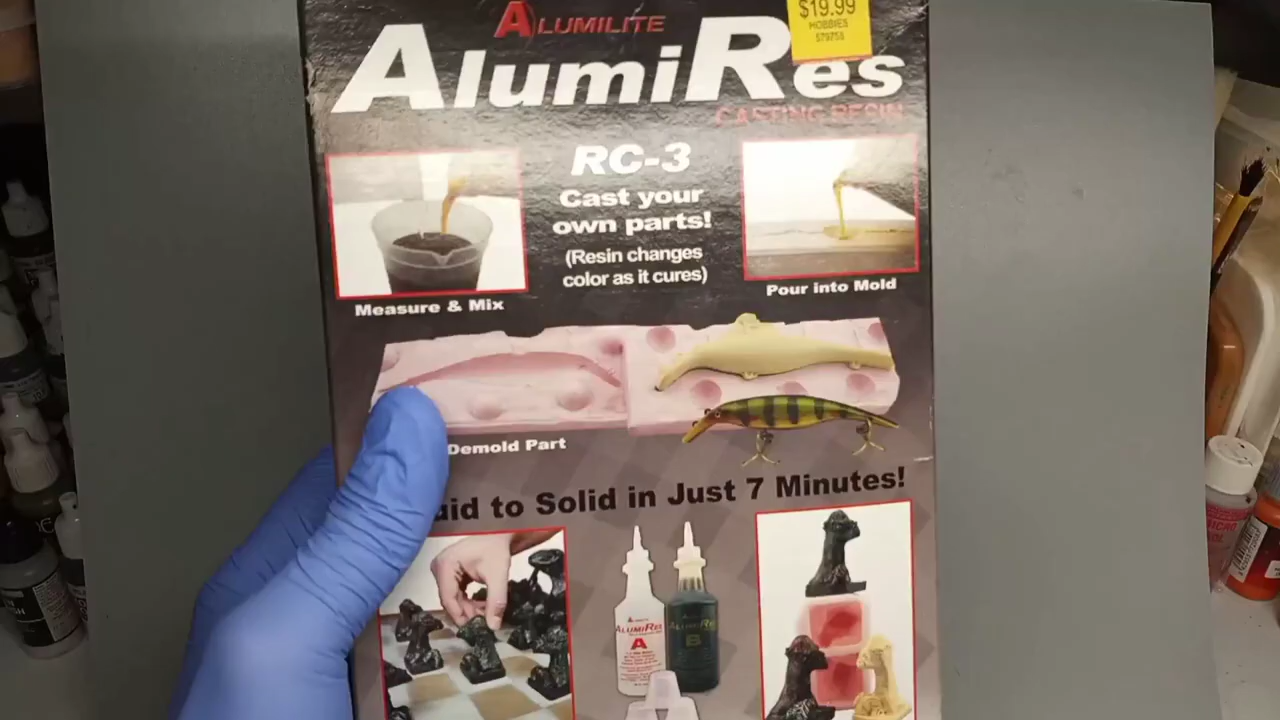 $19.99
HOBBIES
ALUMILITE
ALUMIRES
CASTING RESIN
RC-3
Cast your
own parts!
(Resin changes
color as it cures)
Measure & Mix
Pour into Mold
Demold Part
to Solid in Just 7 Minutes!
ALUMIRES
A
ALUMIRES
B